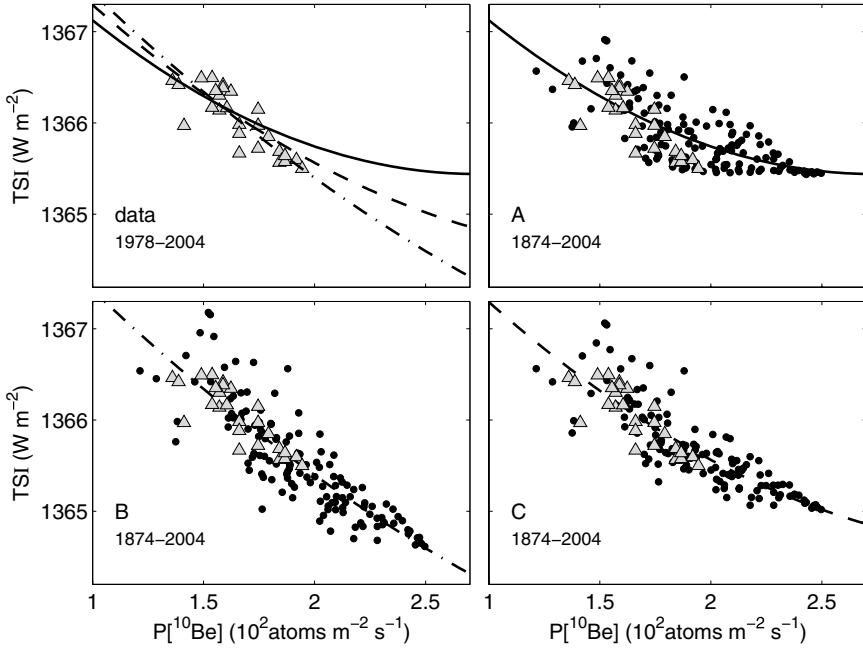 1367
1366
1365
TSI (W m⁻²)
data
1978−2004
A
1874−2004
1367
1366
1365
TSI (W m⁻²)
B
1874−2004
C
1874−2004
1 1.5 2 2.5
P[¹⁰Be] (10²atoms m⁻² s⁻¹)
1 1.5 2 2.5
P[¹⁰Be] (10²atoms m⁻² s⁻¹)